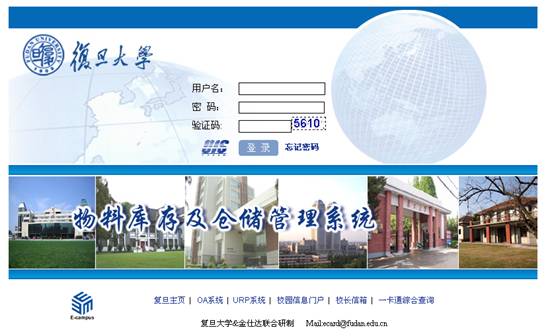 復旦大學
用户名：
密 码：
验证码：
5610
UIS 登 录 忘记密码
物料库存及仓储管理系统
复旦主页 | OA系统 | URP系统 | 校园信息门户 | 校长信箱 | 一卡通综合查询
E-campus
复旦大学&金仕达联合研制 Mail:ecard@fudan.edu.cn